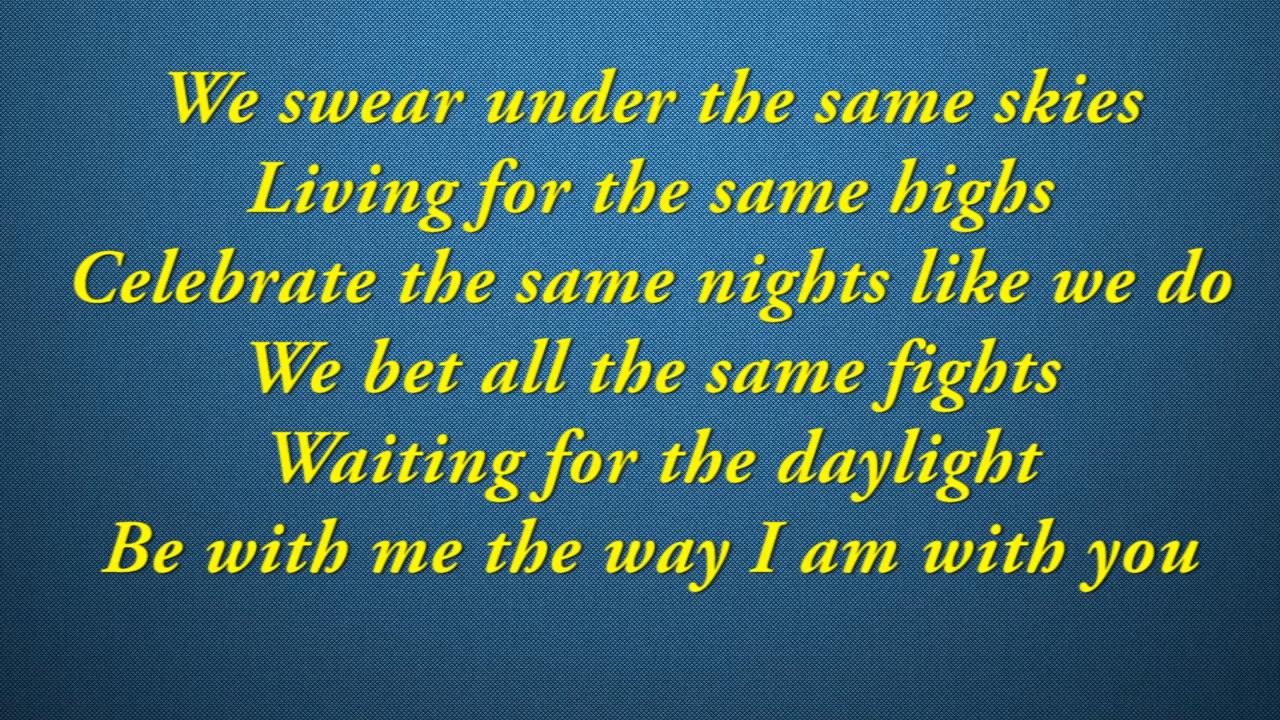 We swear under the same skies
Living for the same highs
Celebrate the same nights like we do
We bet all the same fights
Waiting for the daylight
Be with me the way I am with you